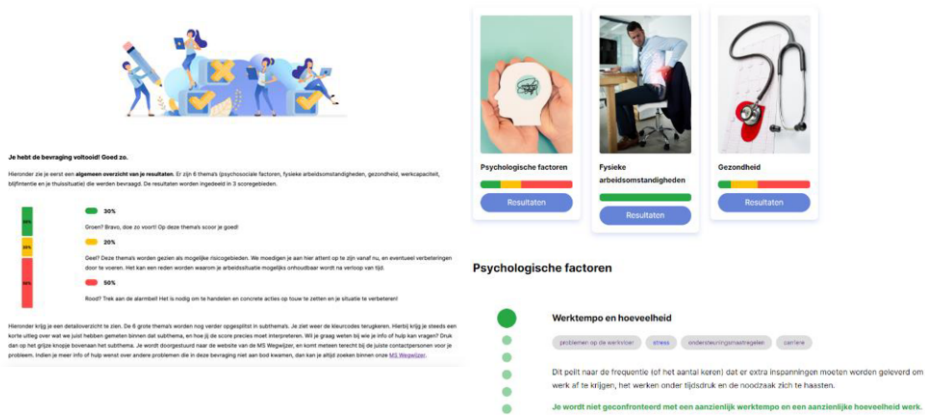 Je hebt de bevraging voltooid! Goed zo.
Hieronder zie je eerst een algemeen overzicht van je resultaten. Er zijn 6 thema's (psychosociale factoren, fysieke arbeidsomstandigheden, gezondheid, werkcapaciteit,
blijfintentie en je thuissituatie) die werden bevraagd. De resultaten worden ingedeeld in 3 scoregebieden.
30%
30%
Groen? Bravo, doe zo voort! Op deze thema's scoor je goed!
20%
20%
Geel? Deze thema's worden gezien als mogelijke risicogebieden. We moedigen je aan hier attent op te zijn vanaf nu, en eventueel verbeteringen
door te voeren. Het kan een reden worden waarom je arbeidssituatie mogelijks onhoudbaar wordt na verloop van tijd.
50%
50%
Rood? Trek aan de alarmbel! Het is nodig om te handelen en concrete acties op touw te zetten en je situatie te verbeteren!
Hieronder krijg je een detailoverzicht te zien. De 6 grote thema's worden nog verder opgesplitst in subthema's. Je ziet weer de kleurcodes terugkeren. Hierbij krijg je steeds een
korte uitleg over wat we juist hebben gemeten binnen dat subthema, en hoe jij de score precies moet interpreteren. Wil je graag weten bij wie je info of hulp kan vragen? Druk
dan op het grijze knopje bovenaan het subthema. Je wordt doorgestuurd naar de website van de MS Wegwijzer, en komt meteen terecht bij de juiste contactpersonen voor je
probleem. Indien je meer info of hulp wenst over andere problemen die in deze bevraging niet aan bod kwamen, dan kan je altijd zoeken binnen onze MS Wegwijzer.
Psychologische factoren
Resultaten
Fysieke
arbeidsomstandigheden
Resultaten
Gezondheid
Resultaten
Psychologische factoren
Werktempo en hoeveelheid
problemen op de werkvloer
stress
ondersteuningsmaatregelen
carriere
Dit peilt naar de frequentie (of het aantal keren) dat er extra inspanningen moeten worden geleverd om
werk af te krijgen, het werken onder tijdsdruk en de noodzaak zich te haasten.
Je wordt niet geconfronteerd met een aanzienlijk werktempo en een aanzienlijke hoeveelheid werk.